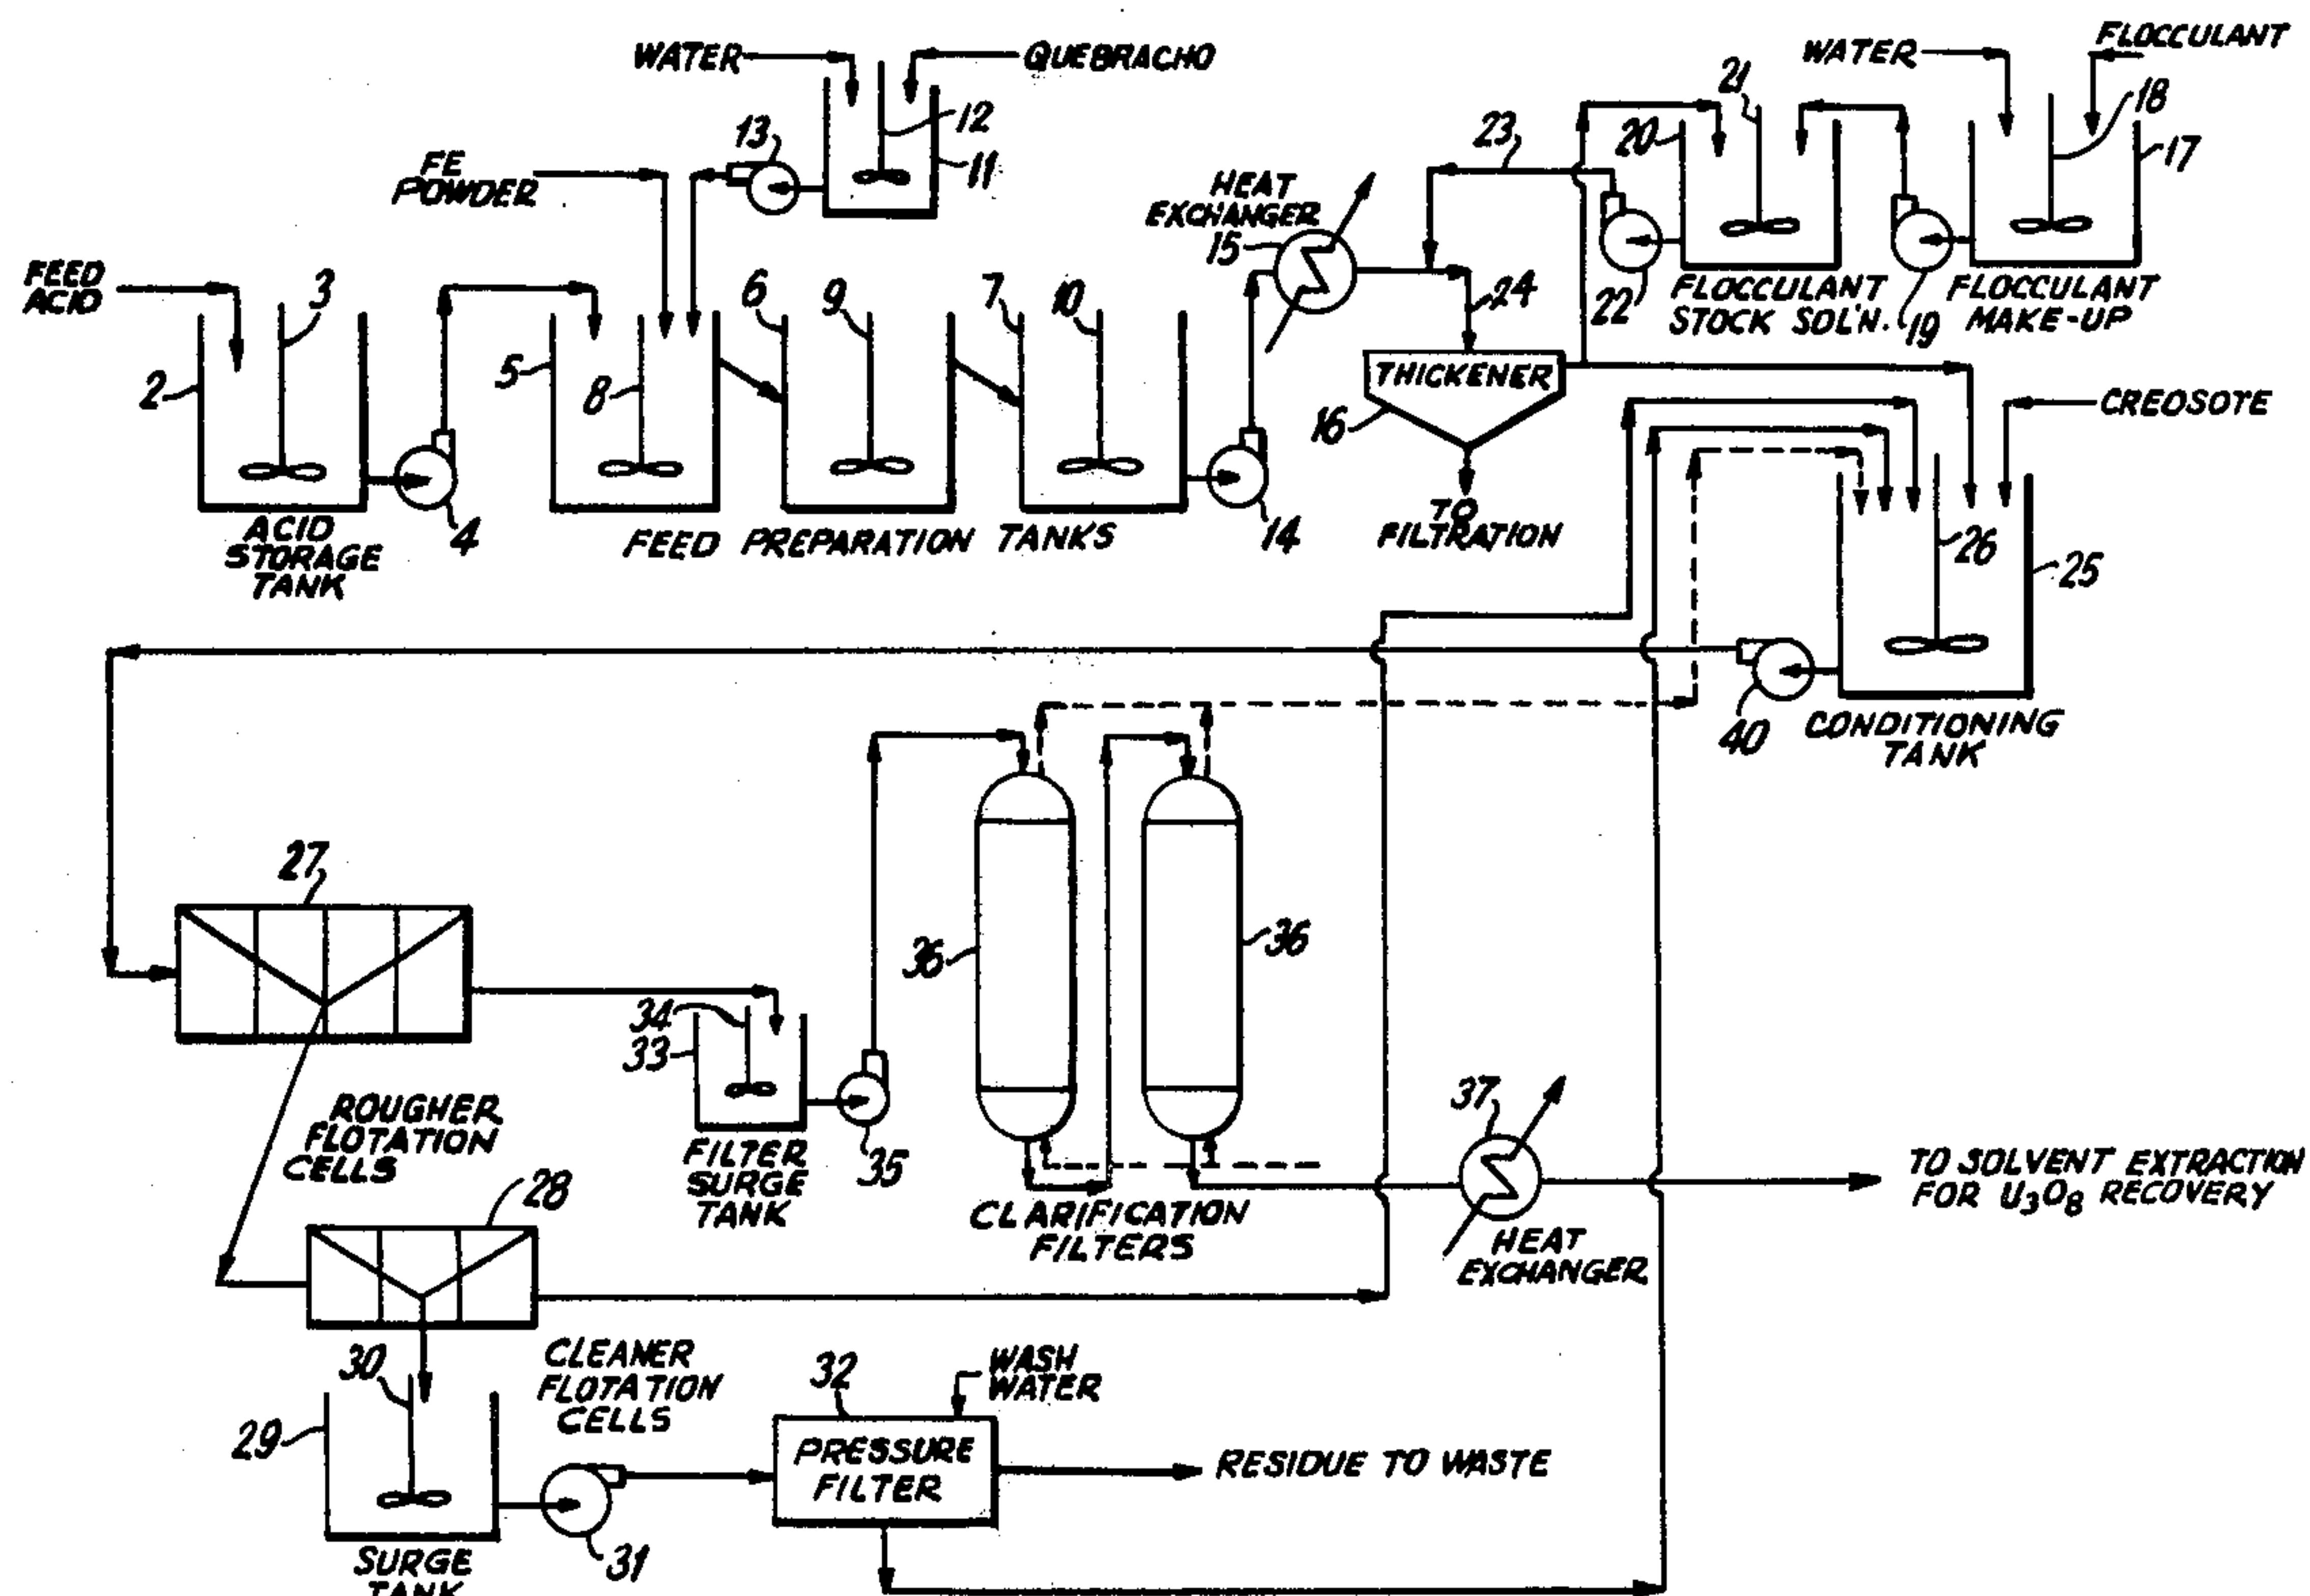 WATER
QUEBRACHO
12
11
13
FE
POWDER
WATER
FLOCCULANT
21
18
20
17
23
22
FLOCCULANT
STOCK SOL'N.
19
FLOCCULANT
MAKE-UP
HEAT
EXCHANGER
15
24
FEED
ACID
3
2
4
ACID
STORAGE
TANK
5
8
6
9
7
10
FEED PREPARATION TANKS
14
THICKENER
16
TO
FILTRATION
CREOSOTE
26
25
40
CONDITIONING
TANK
27
ROUGHER
FLOTATION
CELLS
34
33
FILTER
SURGE
TANK
35
36
36
CLARIFICATION
FILTERS
37
HEAT
EXCHANGER
TO SOLVENT EXTRACTION
FOR U3O8 RECOVERY
28
CLEANER
FLOTATION
CELLS
30
29
SURGE
TANK
31
32
WASH
WATER
PRESSURE
FILTER
RESIDUE TO WASTE